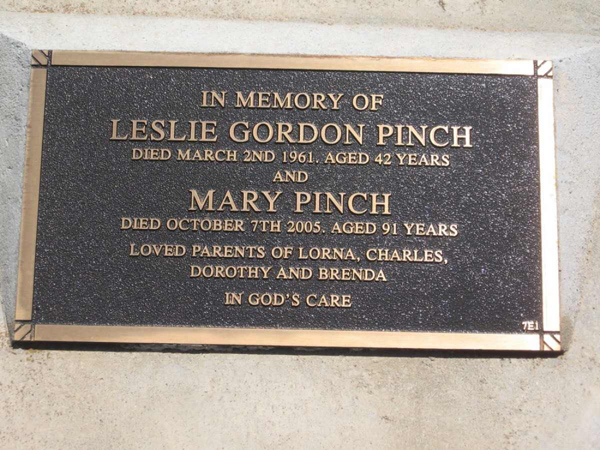 IN MEMORY OF
LESLIE GORDON PINCH
DIED MARCH 2ND 1961. AGED 42 YEARS
AND
MARY PINCH
DIED OCTOBER 7TH 2005. AGED 91 YEARS
LOVED PARENTS OF LORNA, CHARLES,
DOROTHY AND BRENDA
IN GOD'S CARE
7E1